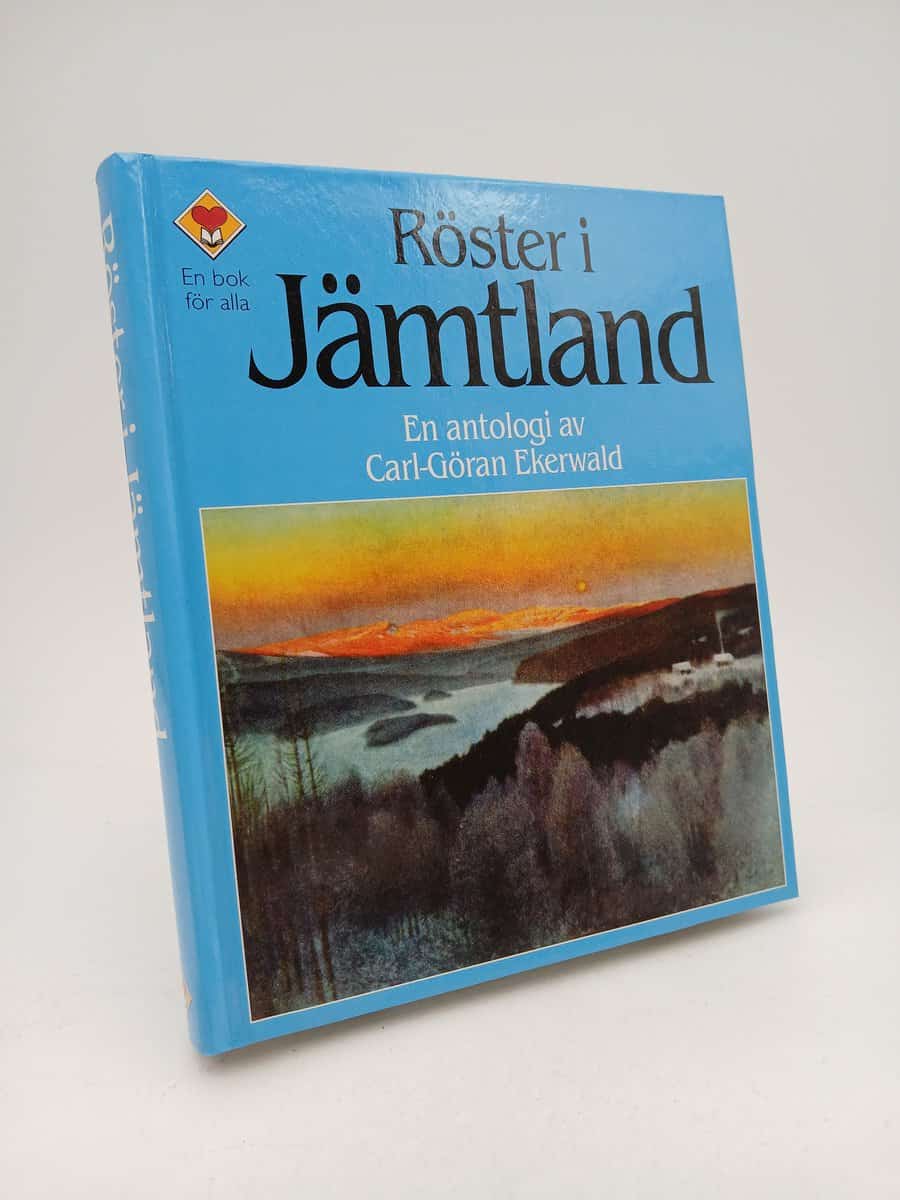 En bok
för alla
Röster i
Jämtland
En antologi av
Carl-Göran Ekerwald
Röster i Jämtland